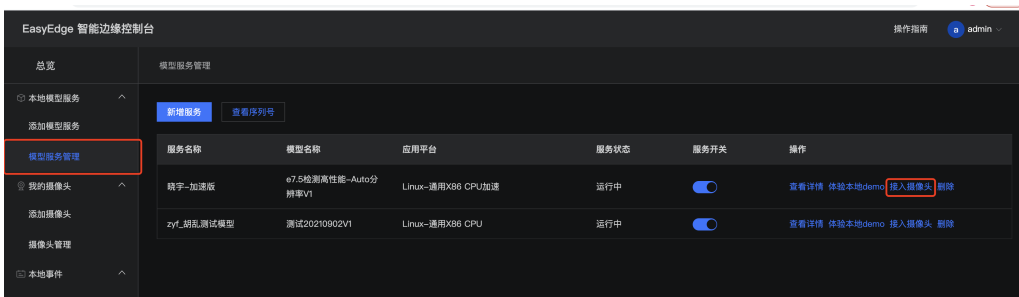 EasyEdge 智能边缘控制台
操作指南
a admin
总览
模型服务管理
本地模型服务
添加模型服务
模型服务管理
我的摄像头
添加摄像头
摄像头管理
本地事件
新增服务 查看序列号
服务名称 模型名称 应用平台 服务状态 服务开关 操作
晓宇-加速版 e7.5检测高性能-Auto分辨率V1 Linux-通用X86 CPU加速 运行中 查看详情 体验本地demo 接入摄像头 删除
zyf_胡乱测试模型 测试20210902V1 Linux-通用X86 CPU 运行中 查看详情 体验本地demo 接入摄像头 删除